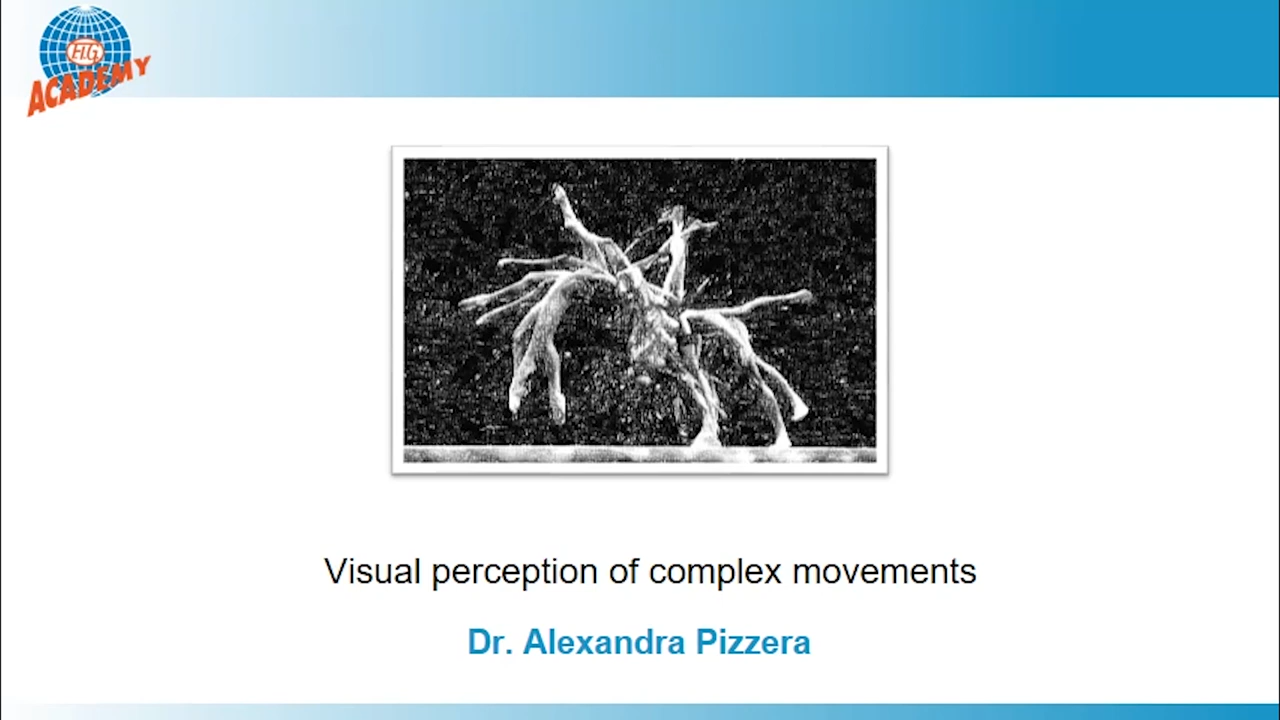 FIG
ACADEMY
Visual perception of complex movements
Dr. Alexandra Pizzera